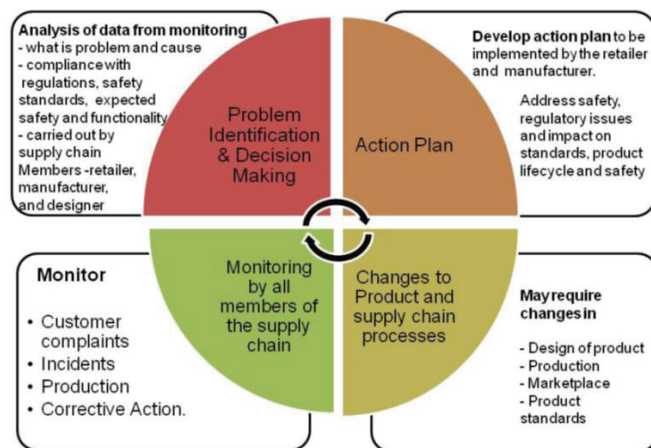 Analysis of data from monitoring
- what is problem and cause
- compliance with
regulations, safety
standards, expected
safety and functionality
- carried out by
supply chain
Members -retailer,
manufacturer,
and designer
Problem
Identification
& Decision
Making
Action Plan
Develop action plan to be
implemented by the retailer
and manufacturer.
Address safety,
regulatory issues
and impact on
standards, product
lifecycle and safety
Monitor
• Customer
complaints
• Incidents
• Production
• Corrective Action.
Monitoring
by all
members of
the supply
chain
Changes to
Product and
supply chain
processes
May require
changes in
- Design of product
- Production
- Marketplace
- Product
standards